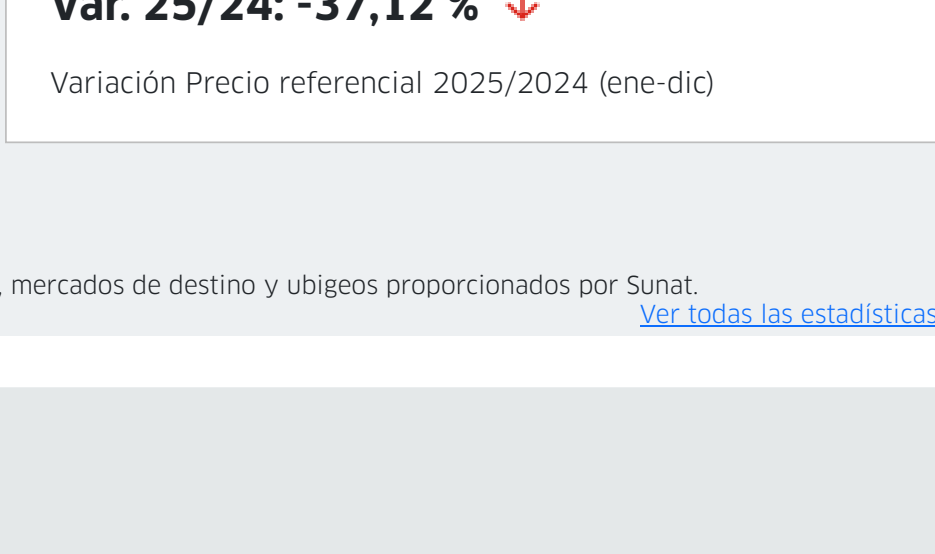 Var. 25/24: -37,12 %
Variación Precio referencial 2025/2024 (ene-dic)
, mercados de destino y ubigeos proporcionados por Sunat.
Ver todas las estadísticas